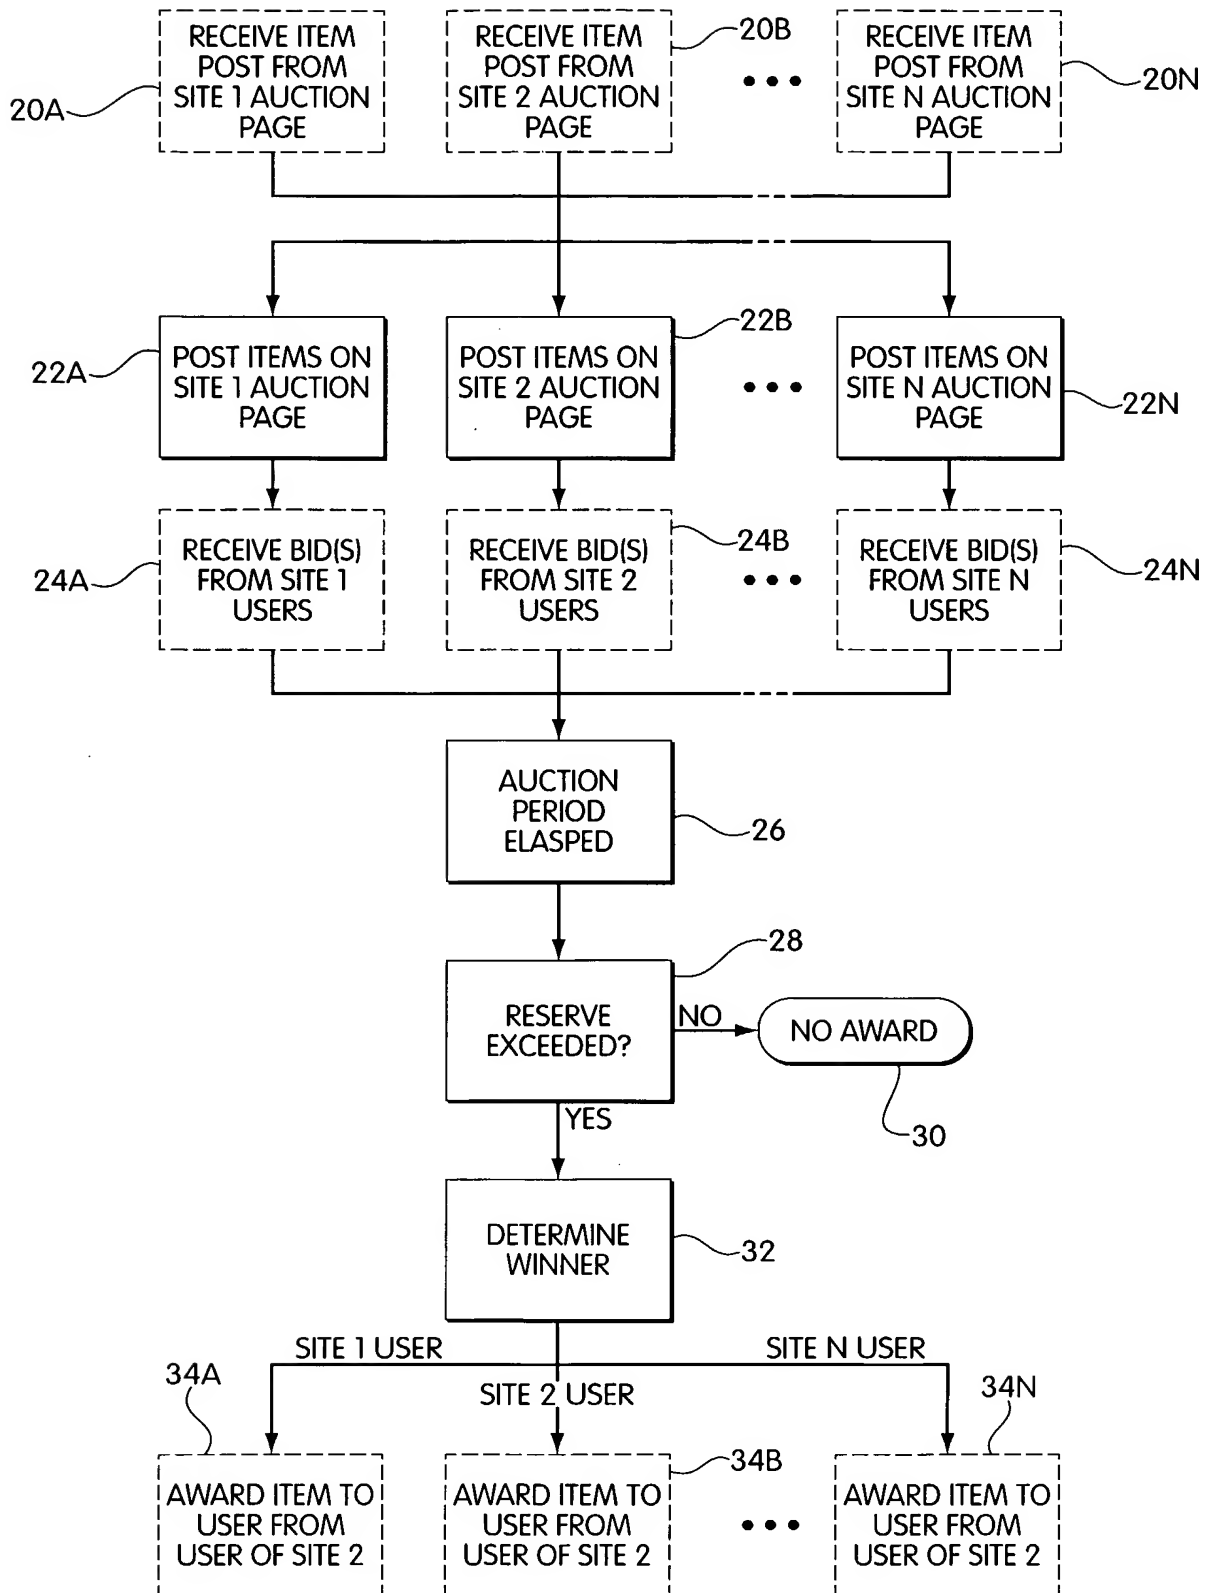 RECEIVE ITEM
POST FROM
SITE 1 AUCTION
PAGE
20A
RECEIVE ITEM
POST FROM
SITE 2 AUCTION
PAGE
20B
RECEIVE ITEM
POST FROM
SITE N AUCTION
PAGE
20N
POST ITEMS ON
SITE 1 AUCTION
PAGE
22A
POST ITEMS ON
SITE 2 AUCTION
PAGE
22B
POST ITEMS ON
SITE N AUCTION
PAGE
22N
RECEIVE BID(S)
FROM SITE 1
USERS
24A
RECEIVE BID(S)
FROM SITE 2
USERS
24B
RECEIVE BID(S)
FROM SITE N
USERS
24N
AUCTION
PERIOD
ELASPED
26
RESERVE
EXCEEDED?
28
NO
NO AWARD
30
YES
DETERMINE
WINNER
32
SITE 1 USER
SITE 2 USER
SITE N USER
34A
AWARD ITEM TO
USER FROM
USER OF SITE 2
34B
AWARD ITEM TO
USER FROM
USER OF SITE 2
34N
AWARD ITEM TO
USER FROM
USER OF SITE 2